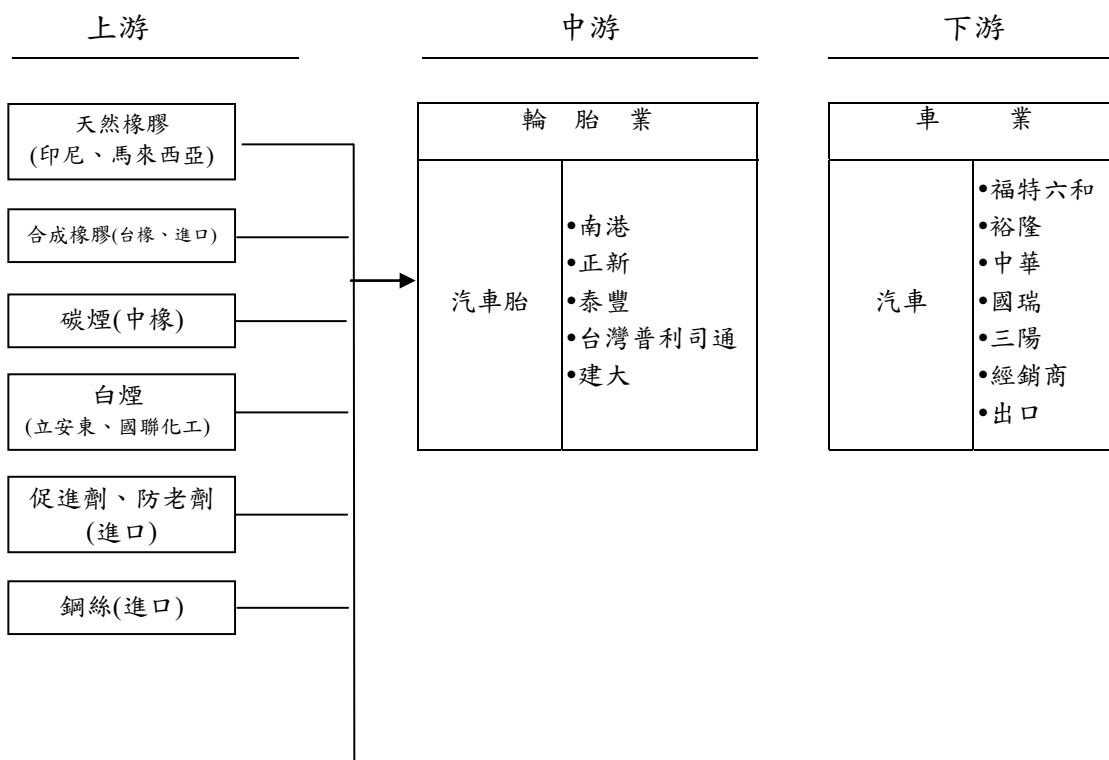 上游
中游
下游
天然橡膠
(印尼、馬來西亞)
合成橡膠(台橡、進口)
碳煙(中橡)
白煙
(立安東、國聯化工)
促進劑、防老劑
(進口)
鋼絲(進口)
輪胎業
汽車胎
•南港
•正新
•泰豐
•台灣普利司通
•建大
車業
汽車
•福特六和
•裕隆
•中華
•國瑞
•三陽
•經銷商
•出口